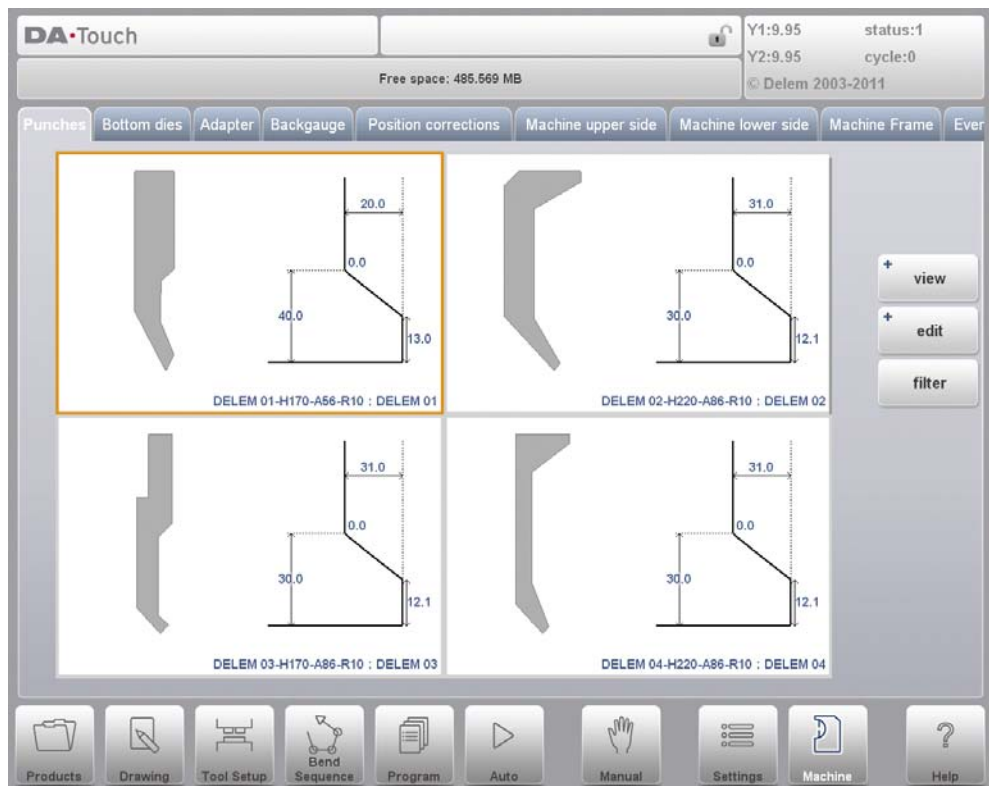 DA·Touch
Y1:9.95 status:1
Y2:9.95 cycle:0
Free space: 485.569 MB
© Delem 2003-2011
Punches Bottom dies Adapter Backgauge Position corrections Machine upper side Machine lower side Machine Frame Ever
20.0
0.0
40.0
13.0
DELEM 01-H170-A56-R10 : DELEM 01
31.0
0.0
30.0
12.1
DELEM 02-H220-A86-R10 : DELEM 02
+ view
+ edit
filter
31.0
0.0
30.0
12.1
DELEM 03-H170-A86-R10 : DELEM 03
31.0
0.0
30.0
12.1
DELEM 04-H220-A86-R10 : DELEM 04
Products Drawing Tool Setup Bend Sequence Program Auto Manual Settings Machine ? Help